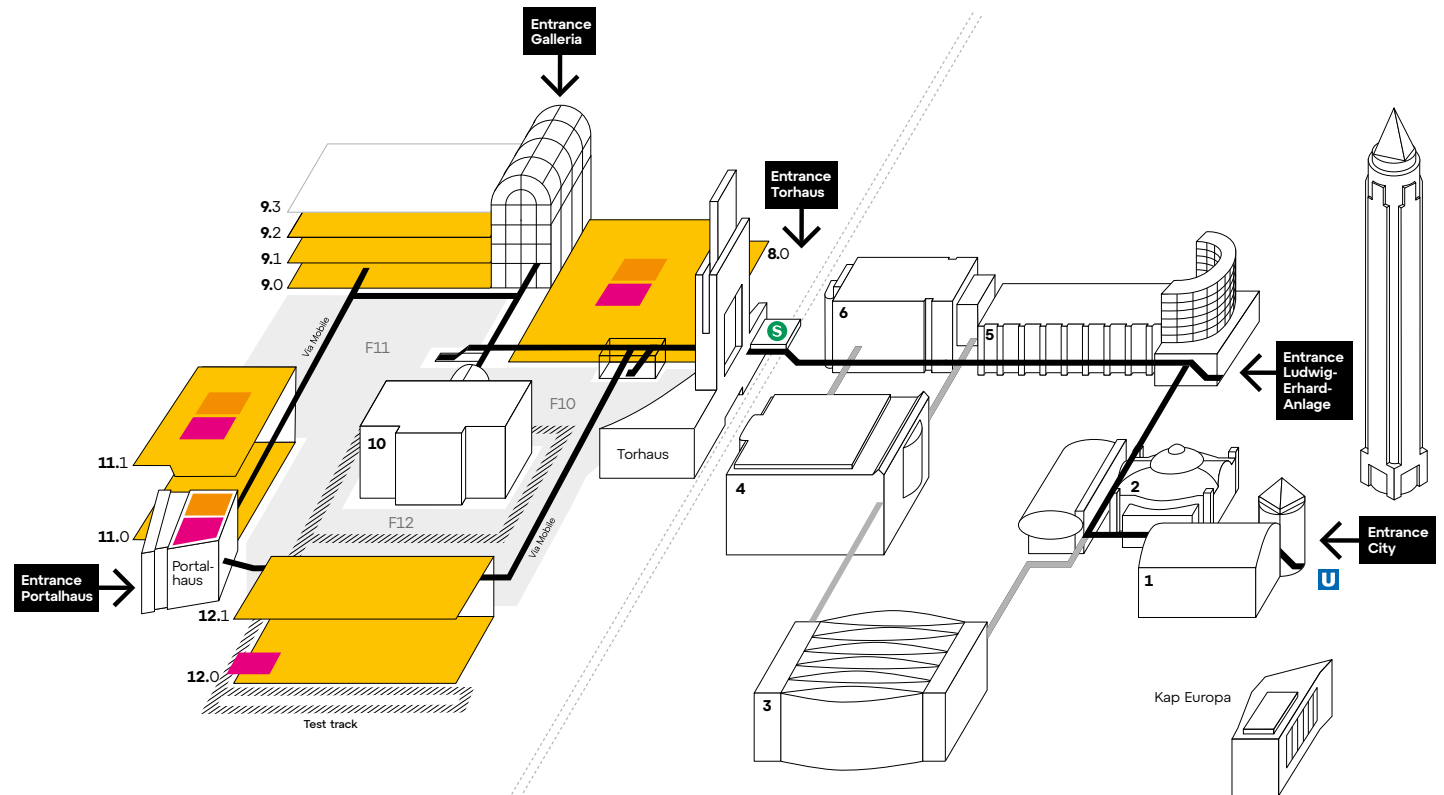 Entrance
Galleria
Entrance
Torhaus
9.3
9.2
9.1
9.0
8.0
S
6
5
Via Mobile
F11
Entrance
Ludwig-
Erhard-
Anlage
F10
10
Torhaus
11.1
4
2
F12
11.0
Via Mobile
Entrance
City
Portal-
haus
Entrance
Portalhaus
1
U
12.1
12.0
Test track
3
Kap Europa